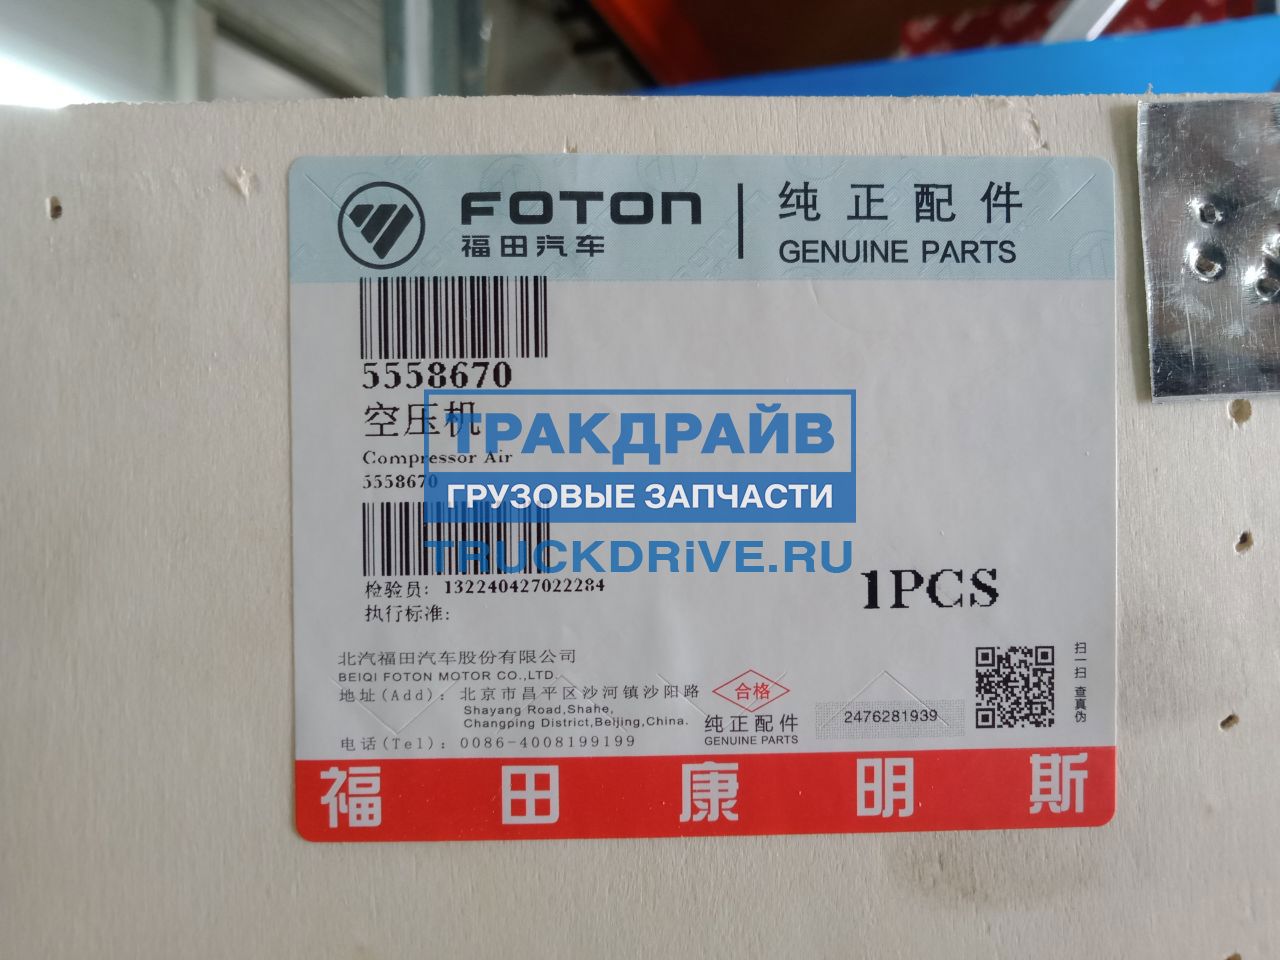 FOTON
福田汽车
纯正配件
GENUINE PARTS
5558670
空压机
Compressor Air
5558670
ТРАКДРАЙВ
ГРУЗОВЫЕ ЗАПЧАСТИ
TRUCKDRiVE.RU
检验员: 132240427022284
执行标准:
1PCS
北汽福田汽车股份有限公司
BEIQI FOTON MOTOR CO.,LTD.
地址(Add): 北京市昌平区沙河镇沙阳路
Shayang Road,Shahe,
Changping District,Beijing,China.
电话(Tel): 0086-4008199199
合格
纯正配件
GENUINE PARTS
2476281939
扫一扫 查真伪
福田康明斯